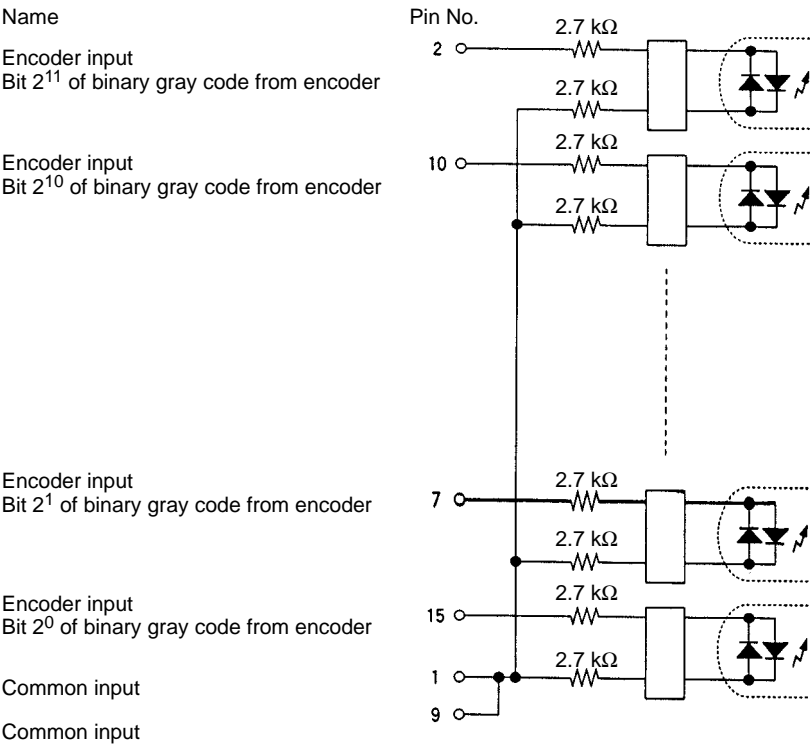 Name Pin No.
2.7 kΩ
Encoder input 2
Bit 2¹¹ of binary gray code from encoder
2.7 kΩ
2.7 kΩ
Encoder input 10
Bit 2¹⁰ of binary gray code from encoder
2.7 kΩ
Encoder input 2.7 kΩ
Bit 2¹ of binary gray code from encoder 7
2.7 kΩ
2.7 kΩ
Encoder input
Bit 2⁰ of binary gray code from encoder 15
2.7 kΩ
Common input 1
9
Common input